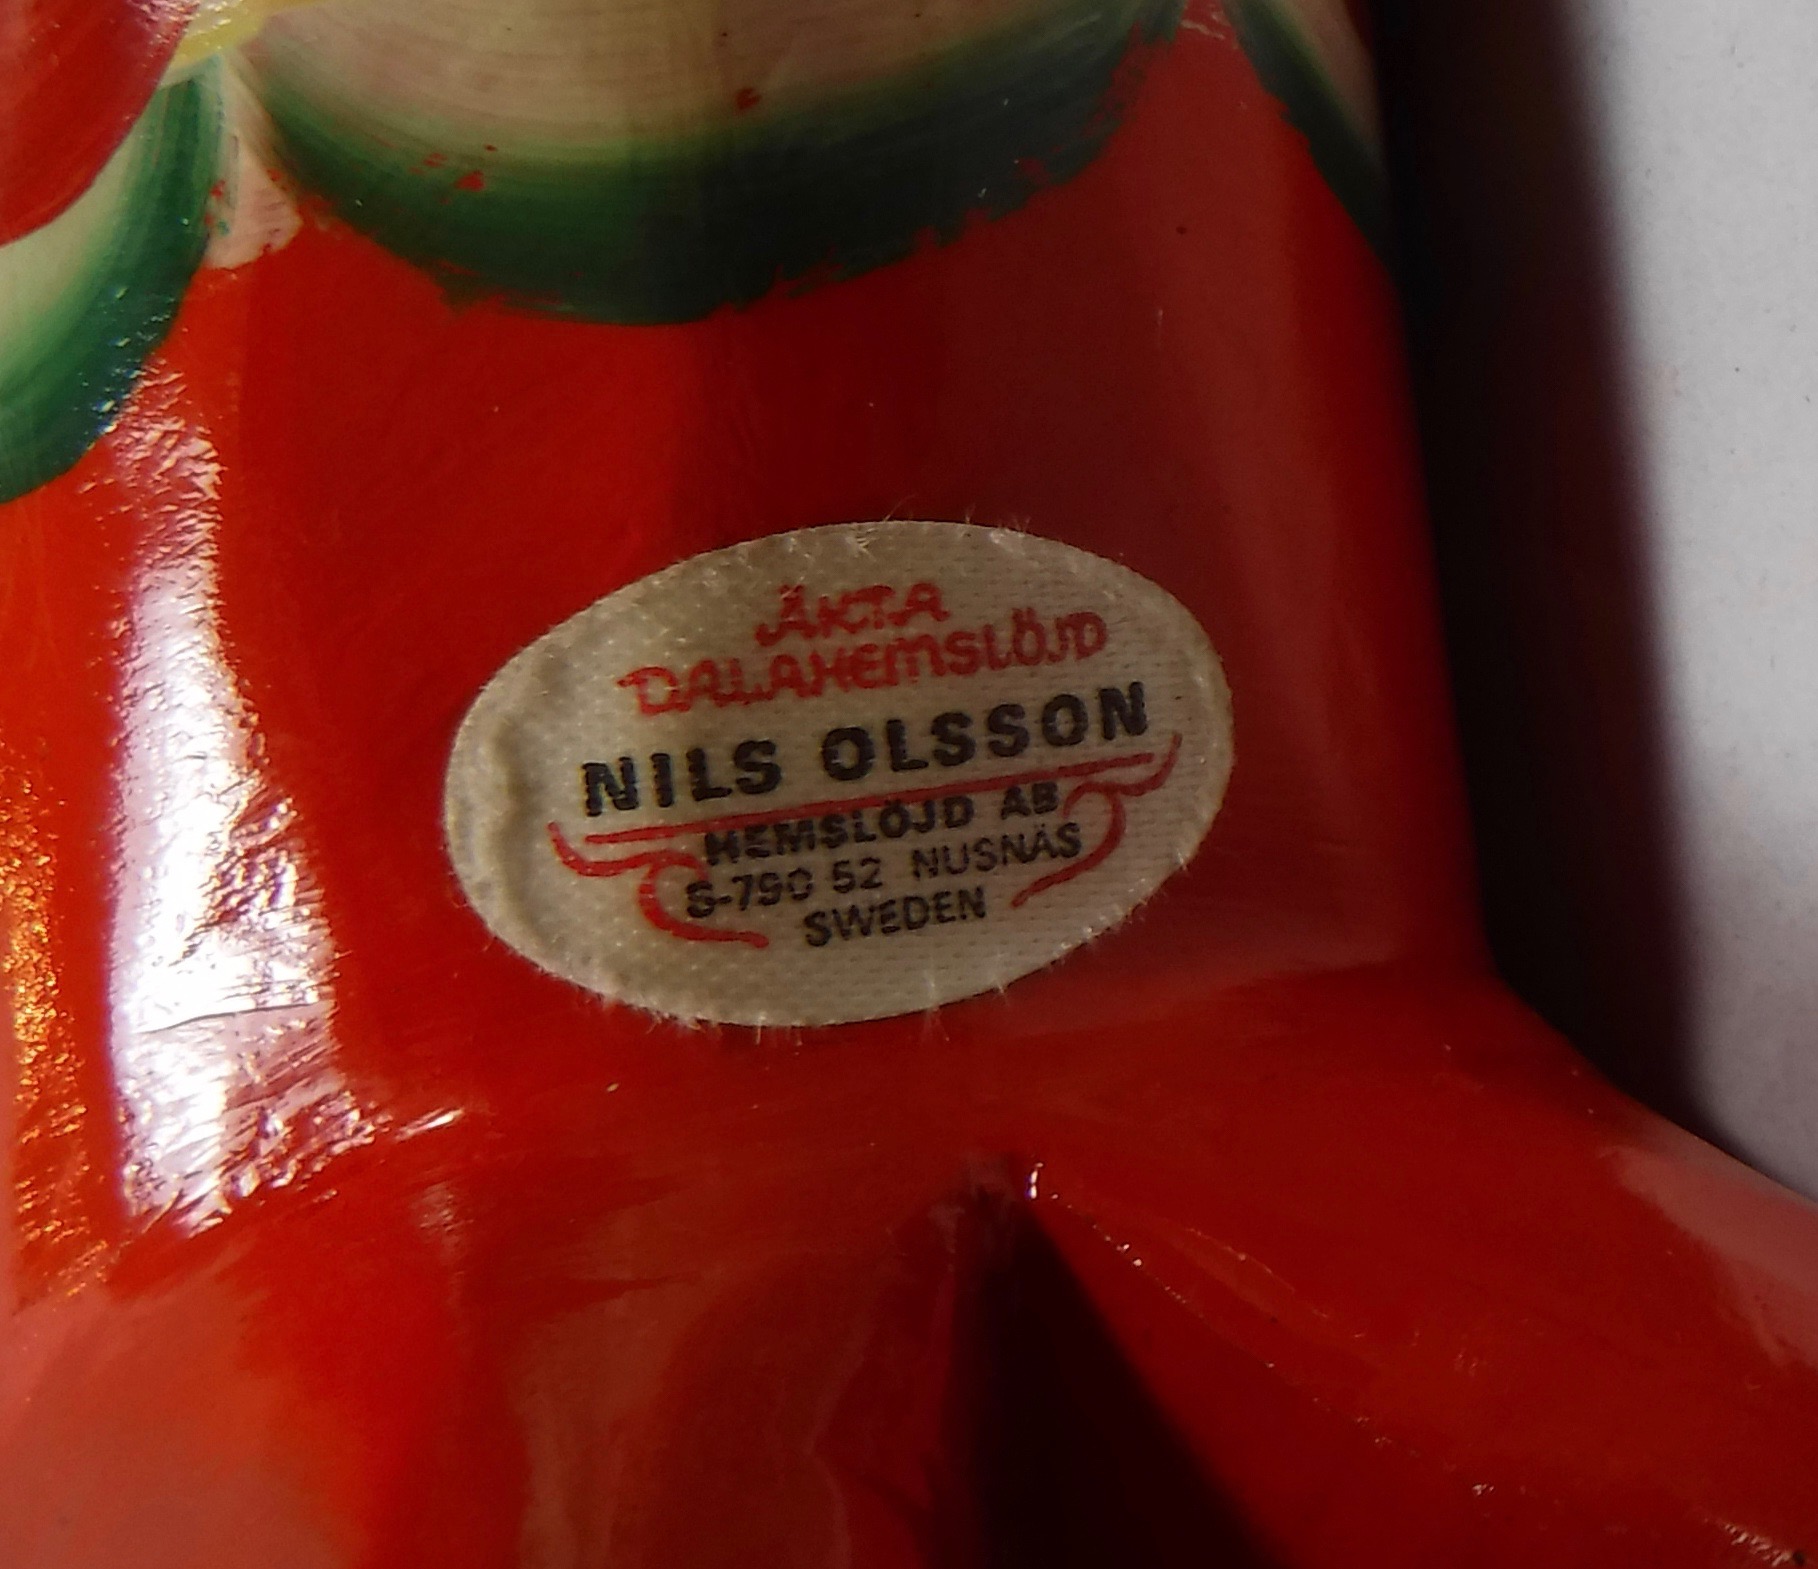 ÄKTA
DALAHEMSLÖJD
NILS OLSSON
HEMSLÖJD AB
S-790 52 NUSNÄS
SWEDEN